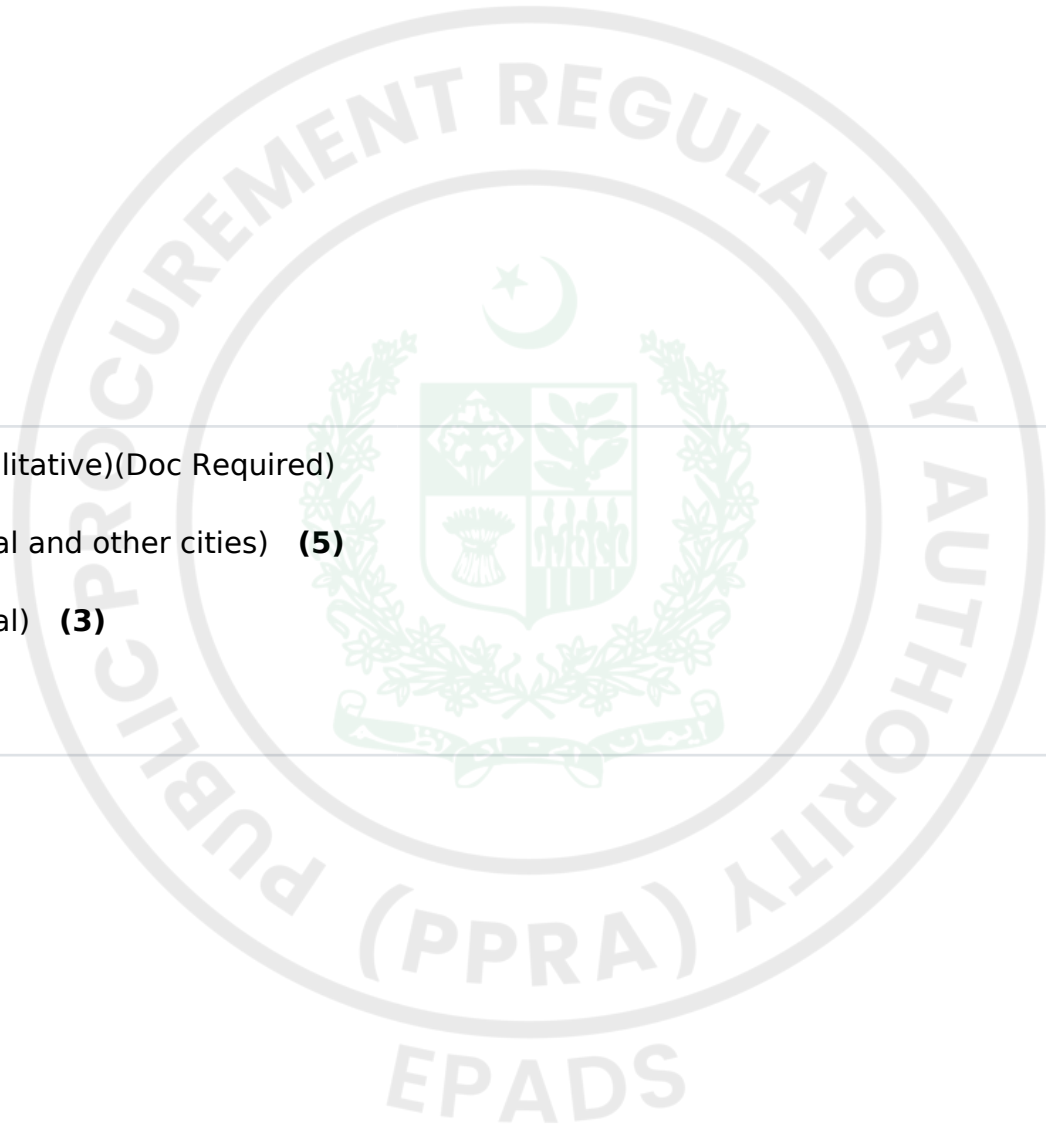 PUBLIC PROCUREMENT REGULATORY AUTHORITY
litative)(Doc Required)
al and other cities) (5)
al) (3)
(PPRA)
EPADS